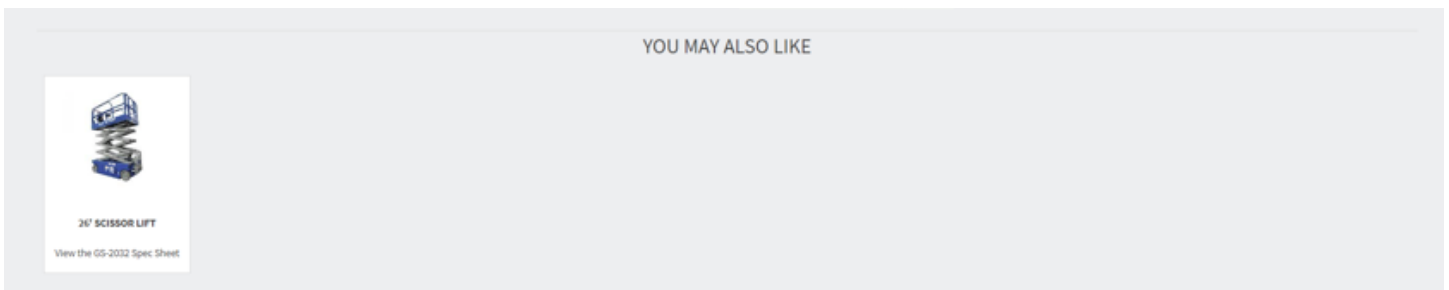 YOU MAY ALSO LIKE
26' SCISSOR LIFT
View the GS-2032 Spec Sheet